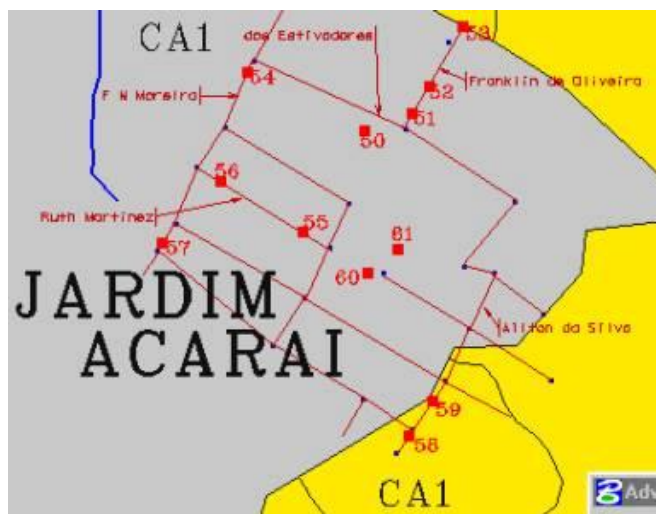 CA1
dos Estivadores
53
54
52
Franklin de Oliveira
F N Moreira
51
50
56
Ruth Martinez
55
57
61
60
JARDIM
ACARAI
Ailton da Silva
59
58
CA1
Adv